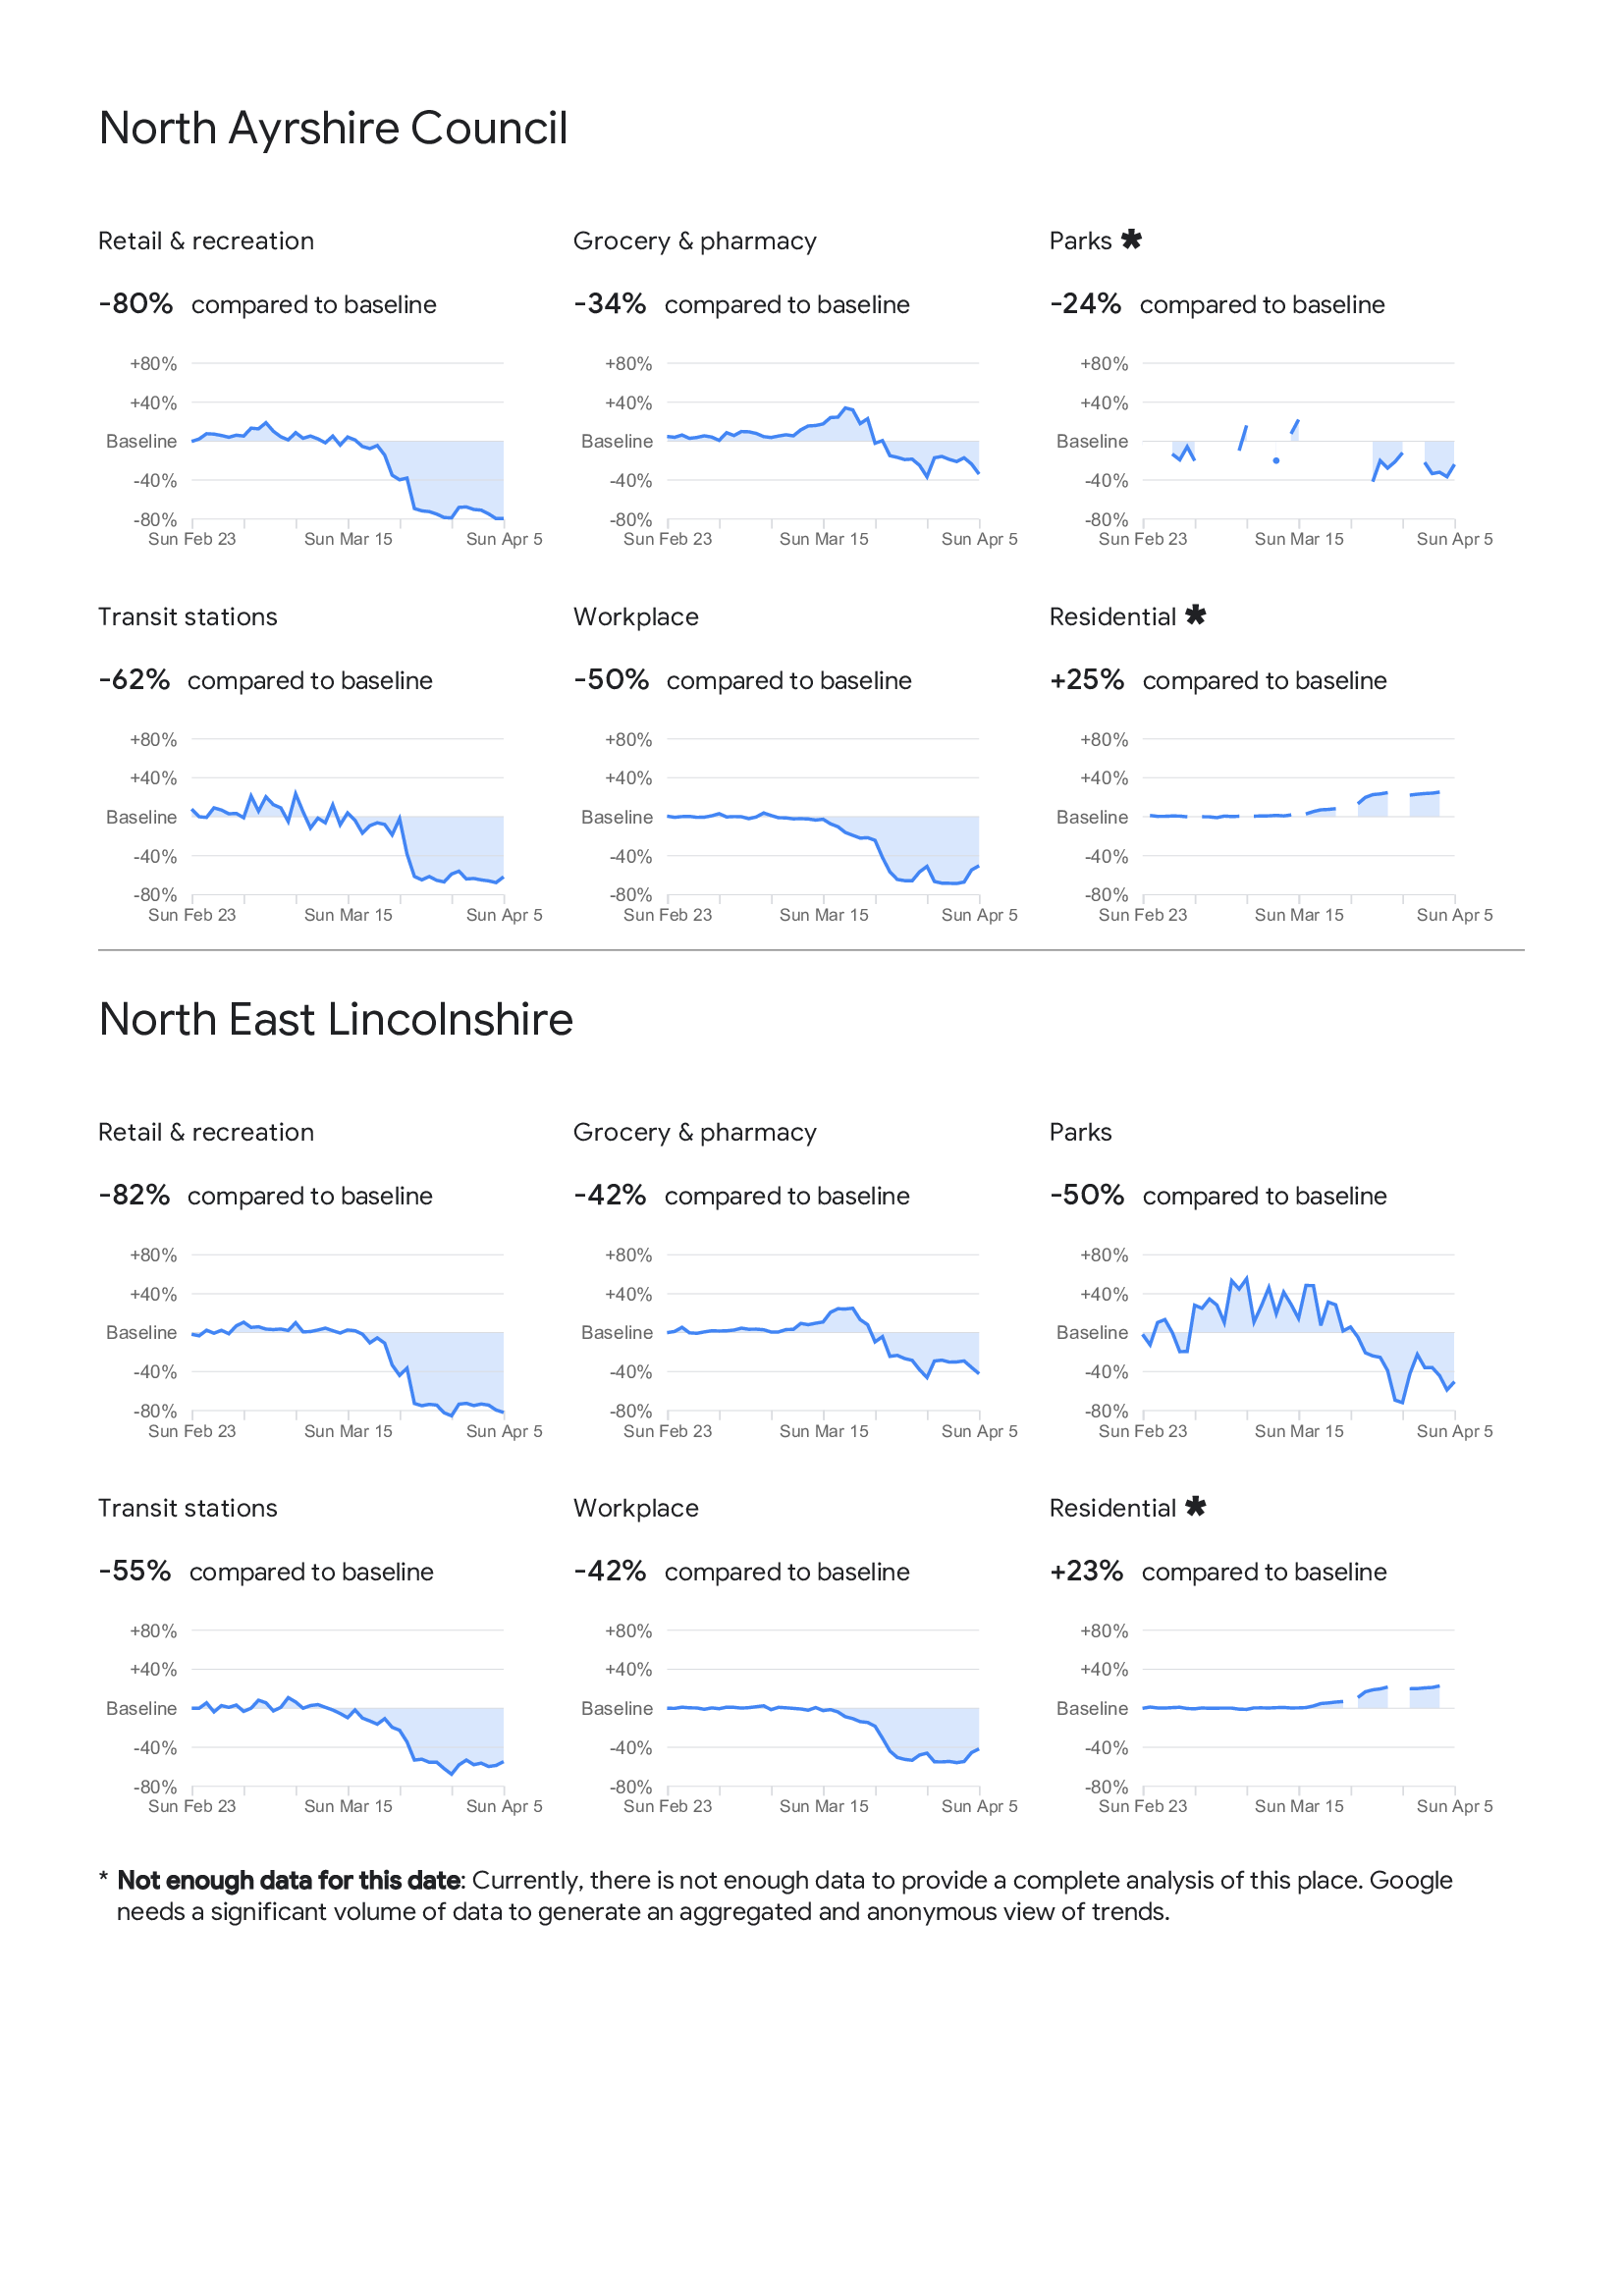 North Ayrshire Council
Retail & recreation
-80% compared to baseline
+80%
+40%
Baseline
-40%
-80%
Sun Feb 23 Sun Mar 15 Sun Apr 5
Grocery & pharmacy
-34% compared to baseline
+80%
+40%
Baseline
-40%
-80%
Sun Feb 23 Sun Mar 15 Sun Apr 5
Parks *
-24% compared to baseline
+80%
+40%
Baseline
-40%
-80%
Sun Feb 23 Sun Mar 15 Sun Apr 5
Transit stations
-62% compared to baseline
+80%
+40%
Baseline
-40%
-80%
Sun Feb 23 Sun Mar 15 Sun Apr 5
Workplace
-50% compared to baseline
+80%
+40%
Baseline
-40%
-80%
Sun Feb 23 Sun Mar 15 Sun Apr 5
Residential *
+25% compared to baseline
+80%
+40%
Baseline
-40%
-80%
Sun Feb 23 Sun Mar 15 Sun Apr 5
North East Lincolnshire
Retail & recreation
-82% compared to baseline
+80%
+40%
Baseline
-40%
-80%
Sun Feb 23 Sun Mar 15 Sun Apr 5
Grocery & pharmacy
-42% compared to baseline
+80%
+40%
Baseline
-40%
-80%
Sun Feb 23 Sun Mar 15 Sun Apr 5
Parks
-50% compared to baseline
+80%
+40%
Baseline
-40%
-80%
Sun Feb 23 Sun Mar 15 Sun Apr 5
Transit stations
-55% compared to baseline
+80%
+40%
Baseline
-40%
-80%
Sun Feb 23 Sun Mar 15 Sun Apr 5
Workplace
-42% compared to baseline
+80%
+40%
Baseline
-40%
-80%
Sun Feb 23 Sun Mar 15 Sun Apr 5
Residential *
+23% compared to baseline
+80%
+40%
Baseline
-40%
-80%
Sun Feb 23 Sun Mar 15 Sun Apr 5
* Not enough data for this date: Currently, there is not enough data to provide a complete analysis of this place. Google
needs a significant volume of data to generate an aggregated and anonymous view of trends.